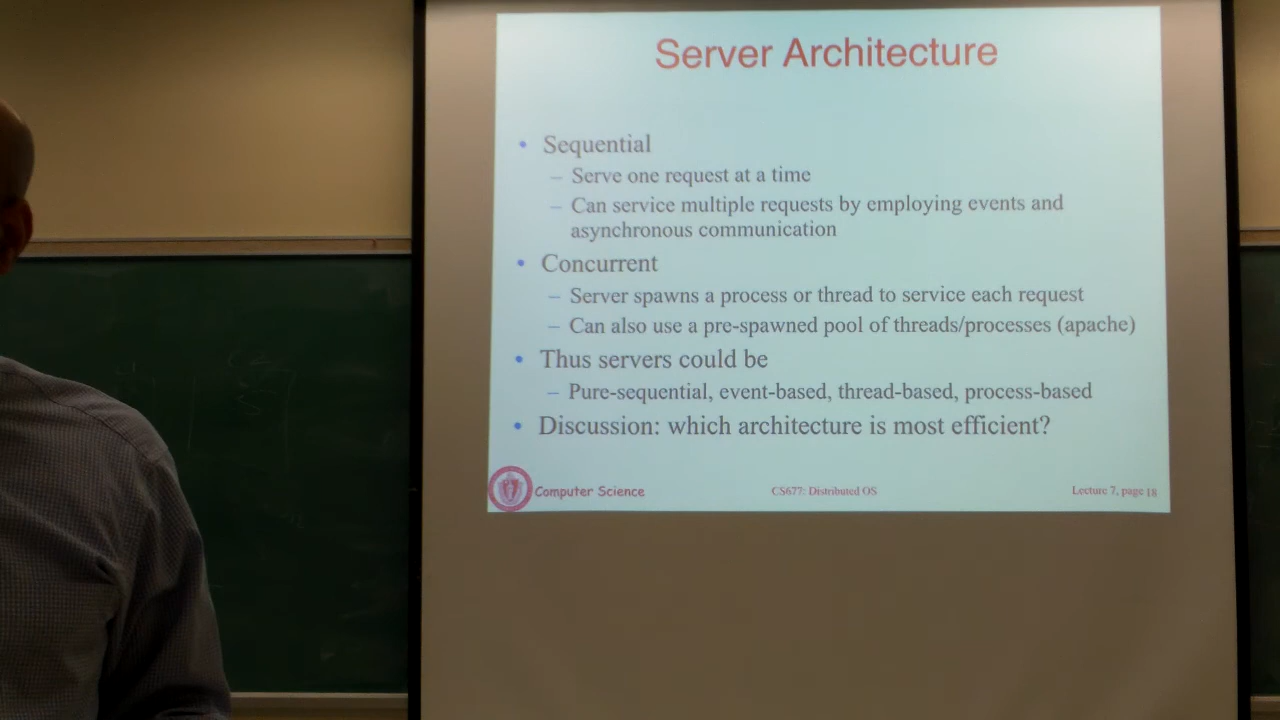 Server Architecture
• Sequential
– Serve one request at a time
– Can service multiple requests by employing events and
asynchronous communication
• Concurrent
– Server spawns a process or thread to service each request
– Can also use a pre-spawned pool of threads/processes (apache)
• Thus servers could be
– Pure-sequential, event-based, thread-based, process-based
• Discussion: which architecture is most efficient?
Computer Science
CS677: Distributed OS
Lecture 7, page 18